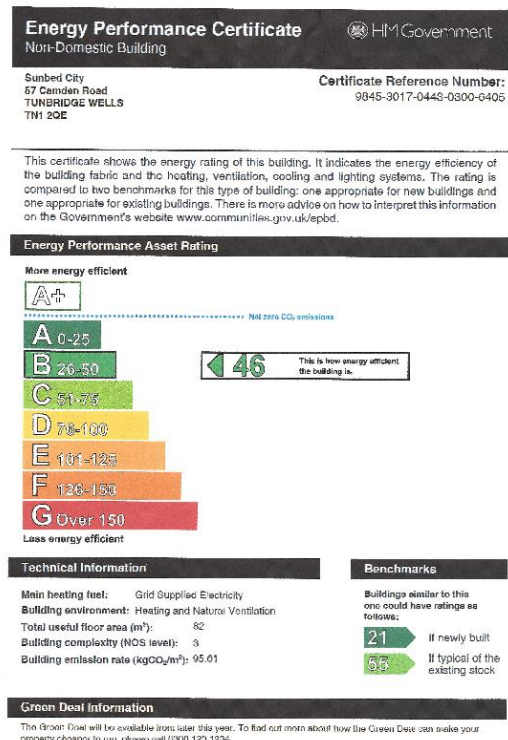 Energy Performance Certificate
Non-Domestic Building
HM Government
Sunbed City
57 Camden Road
TUNBRIDGE WELLS
TN1 2QE
Certificate Reference Number:
9845-3017-0443-0300-6405
This certificate shows the energy rating of this building. It indicates the energy efficiency of
the building fabric and the heating, ventilation, cooling and lighting systems. The rating is
compared to two benchmarks for this type of building: one appropriate for new buildings and
one appropriate for existing buildings. There is more advice on how to interpret this information
on the Government's website www.communities.gov.uk/epbd.
Energy Performance Asset Rating
More energy efficient
A+
Net zero CO₂ emissions
A 0-25
B 26-50
46 This is how energy efficient
the building is.
C 51-75
D 76-100
E 101-125
F 126-150
G Over 150
Less energy efficient
Technical Information
Main heating fuel: Grid Supplied Electricity
Building environment: Heating and Natural Ventilation
Total useful floor area (m²): 82
Building complexity (NOS level): 3
Building emission rate (kgCO₂/m²): 95.01
Benchmarks
Buildings similar to this
one could have ratings as
follows:
21 If newly built
55 If typical of the
existing stock
Green Deal Information
The Green Deal will be available from later this year. To find out more about how the Green Deal can make your
property cheaper to run, please call 0300 123 1234